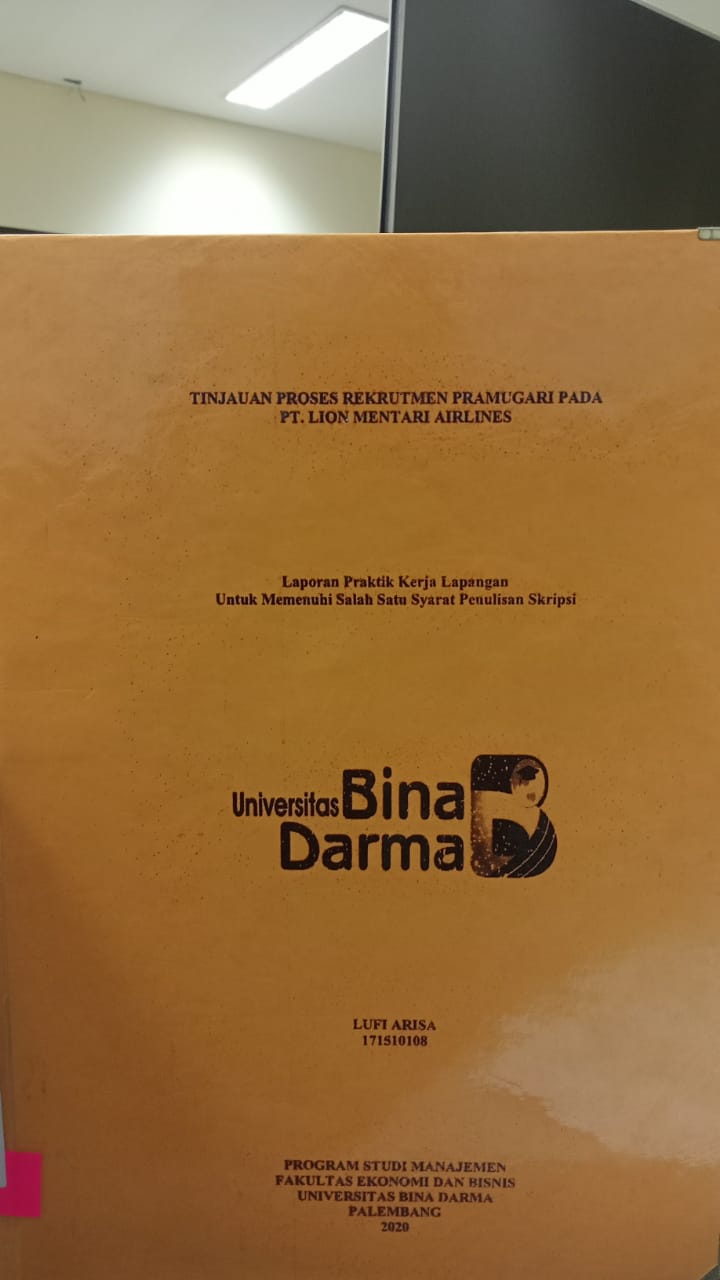 TINJAUAN PROSES REKRUTMEN PRAMUGARI PADA
PT. LION MENTARI AIRLINES
Laporan Praktik Kerja Lapangan
Untuk Memenuhi Salah Satu Syarat Penulisan Skripsi
Universitas Bina
Darma
LUFI ARISA
171510108
PROGRAM STUDI MANAJEMEN
FAKULTAS EKONOMI DAN BISNIS
UNIVERSITAS BINA DARMA
PALEMBANG
2020